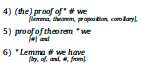 4) (the) proof of * # we
[lemma, theorem, proposition, corollary],
5) proof of theorem * we
[#] and
6) * Lemma # we have
[by, of, and, #, from].